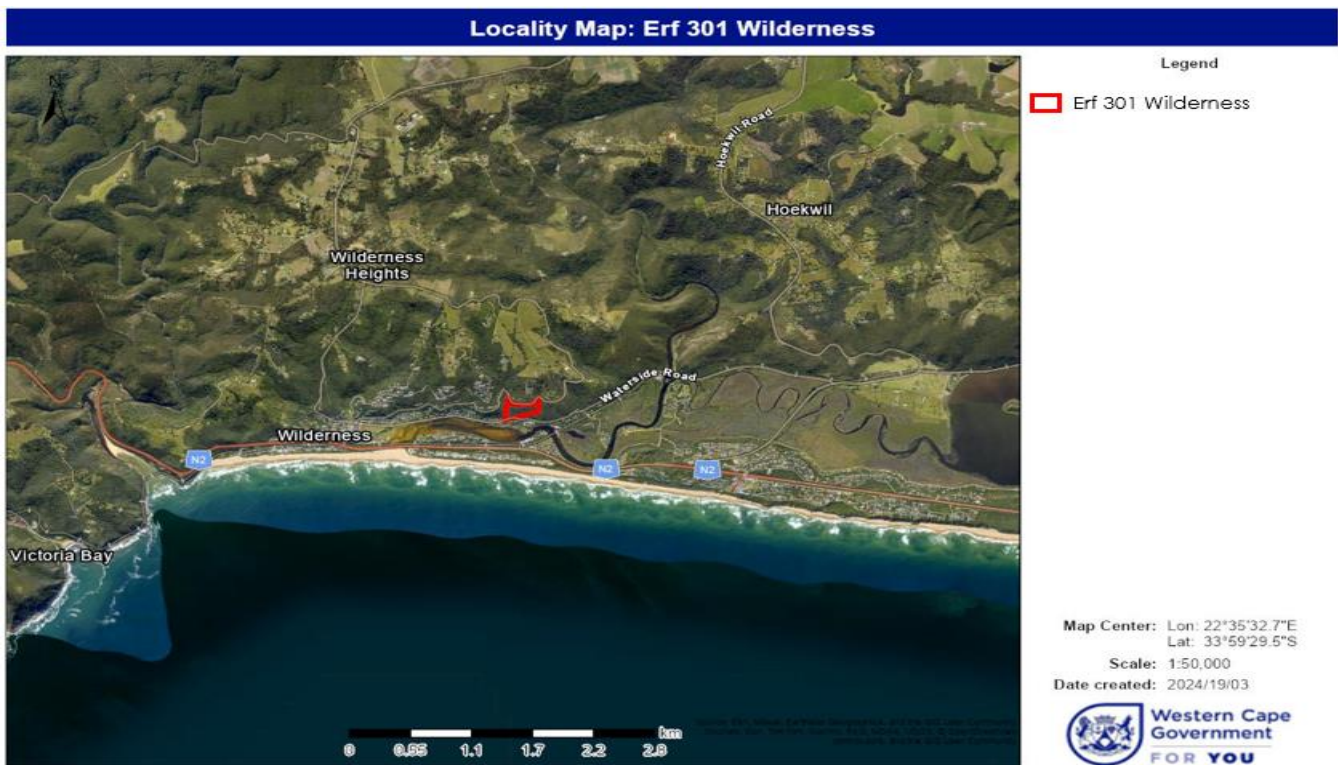 Locality Map: Erf 301 Wilderness
Legend
Erf 301 Wilderness
N
Hoekwil Road
Hoekwil
Wilderness
Heights
Waterside Road
Wilderness
N2
N2
N2
Victoria Bay
km
0 0.55 1.1 1.7 2.2 2.8
Map Center: Lon: 22°35'32.7"E
Lat: 33°59'29.5"S
Scale: 1:50,000
Date created: 2024/19/03
Western Cape
Government
FOR YOU